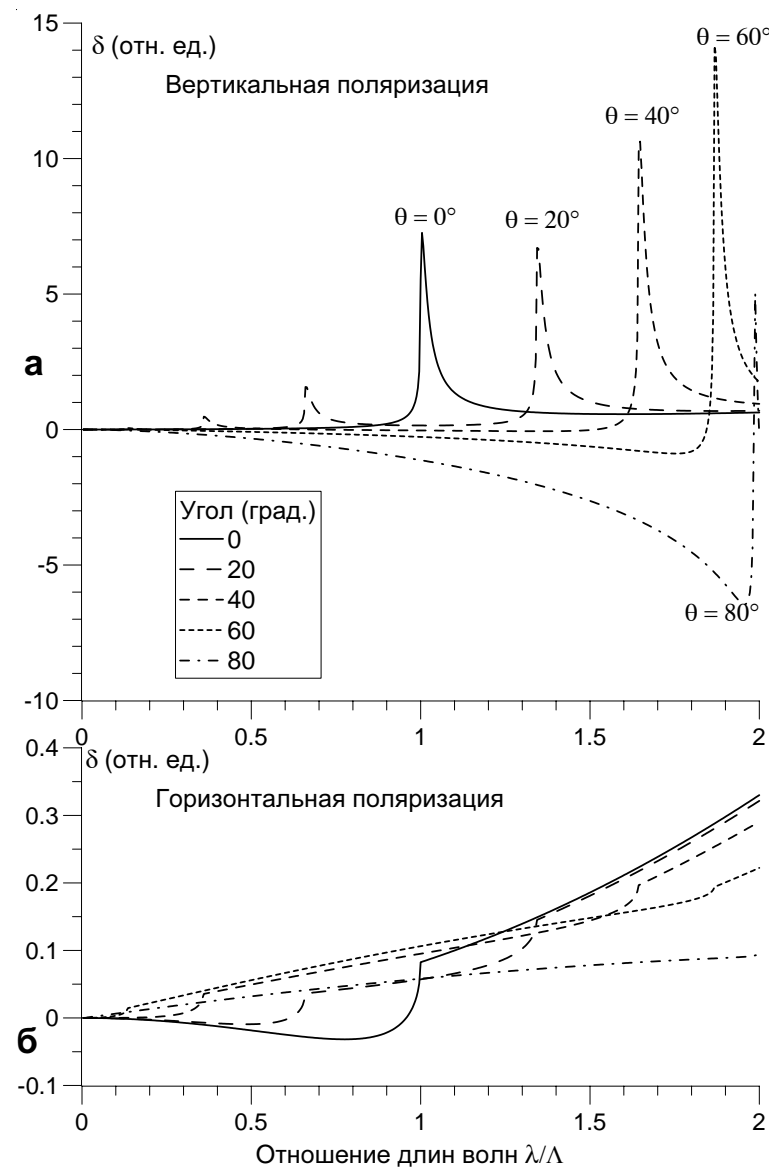 15
δ (отн. ед.)
Вертикальная поляризация
θ = 60°
θ = 40°
10
θ = 0°
θ = 20°
5
а
0
Угол (град.)
0
20
40
60
80
-5
θ = 80°
-10
0 0.5 1 1.5 2
0.4
δ (отн. ед.)
Горизонтальная поляризация
0.3
0.2
0.1
0
б
-0.1
0 0.5 1 1.5 2
Отношение длин волн λ/Λ